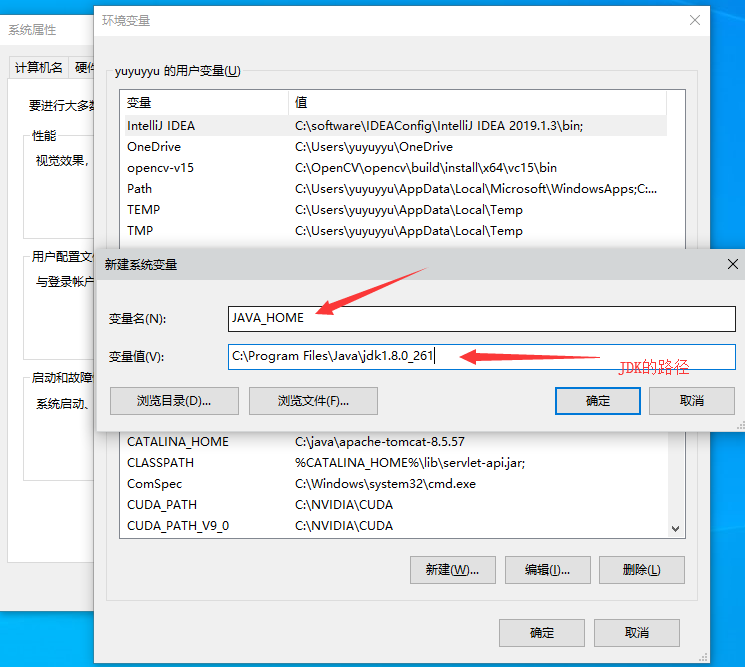 系统属性
环境变量
计算机名
硬件
要进行大多数
性能
视觉效果，
用户配置文
与登录帐户
启动和故障
系统启动、
yuyuyyu 的用户变量(U)
变量 值
IntelliJ IDEA C:\software\IDEAConfig\IntelliJ IDEA 2019.1.3\bin;
OneDrive C:\Users\yuyuyyu\OneDrive
opencv-v15 C:\OpenCV\opencv\build\install\x64\vc15\bin
Path C:\Users\yuyuyyu\AppData\Local\Microsoft\WindowsApps;C:...
TEMP C:\Users\yuyuyyu\AppData\Local\Temp
TMP C:\Users\yuyuyyu\AppData\Local\Temp
新建系统变量
变量名(N): JAVA_HOME
变量值(V): C:\Program Files\Java\jdk1.8.0_261
JDK的路径
浏览目录(D)... 浏览文件(F)... 确定 取消
CATALINA_HOME C:\java\apache-tomcat-8.5.57
CLASSPATH %CATALINA_HOME%\lib\servlet-api.jar;
ComSpec C:\Windows\system32\cmd.exe
CUDA_PATH C:\NVIDIA\CUDA
CUDA_PATH_V9_0 C:\NVIDIA\CUDA
新建(W)... 编辑(I)... 删除(L)
确定 取消